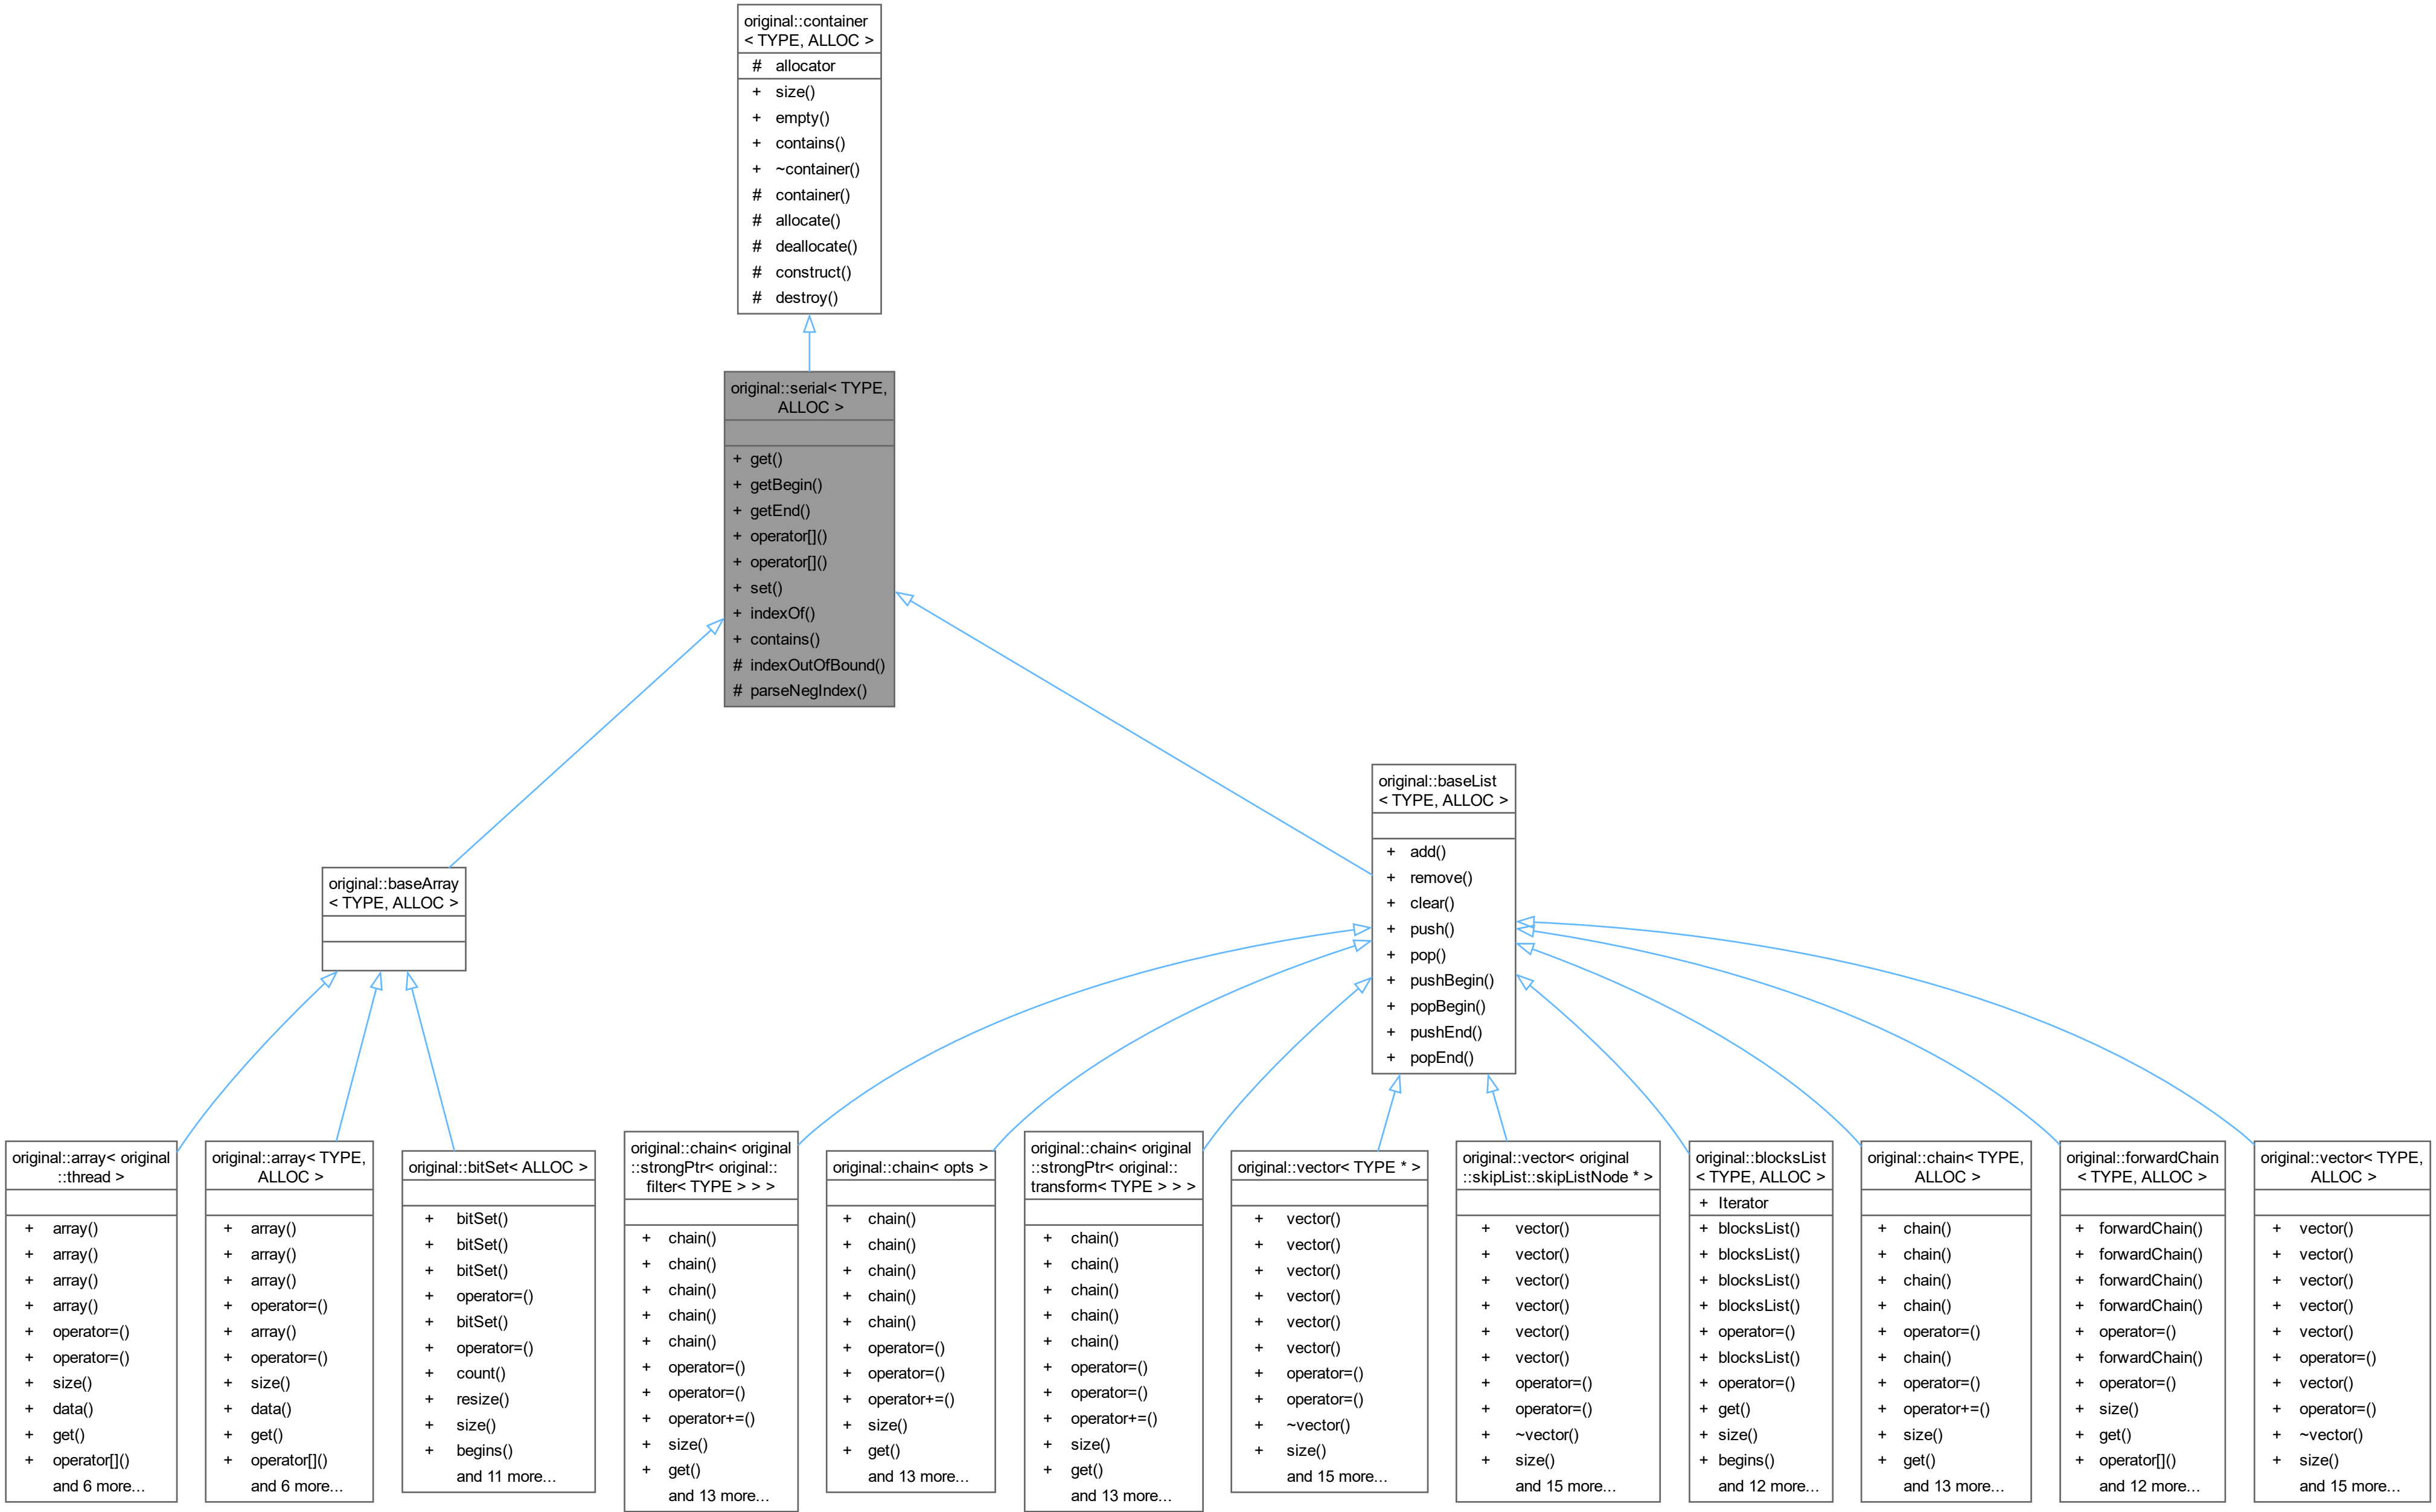 original::container
< TYPE, ALLOC >
# allocator
+ size()
+ empty()
+ contains()
+ ~container()
# container()
# allocate()
# deallocate()
# construct()
# destroy()
original::serial< TYPE,
ALLOC >
+ get()
+ getBegin()
+ getEnd()
+ operator[]()
+ operator[]()
+ set()
+ indexOf()
+ contains()
# indexOutOfBound()
# parseNegIndex()
original::baseArray
< TYPE, ALLOC >
original::baseList
< TYPE, ALLOC >
+ add()
+ remove()
+ clear()
+ push()
+ pop()
+ pushBegin()
+ popBegin()
+ pushEnd()
+ popEnd()
original::array< original
::thread >
+ array()
+ array()
+ array()
+ array()
+ operator=()
+ operator=()
+ size()
+ data()
+ get()
+ operator[]()
and 6 more...
original::array< TYPE,
ALLOC >
+ array()
+ array()
+ array()
+ operator=()
+ array()
+ operator=()
+ size()
+ data()
+ get()
+ operator[]()
and 6 more...
original::bitSet< ALLOC >
+ bitSet()
+ bitSet()
+ bitSet()
+ operator=()
+ bitSet()
+ operator=()
+ count()
+ resize()
+ size()
+ begins()
and 11 more...
original::chain< original
::strongPtr< original::
filter< TYPE > > >
+ chain()
+ chain()
+ chain()
+ chain()
+ chain()
+ operator=()
+ operator=()
+ operator+=()
+ size()
+ get()
and 13 more...
original::chain< opts >
+ chain()
+ chain()
+ chain()
+ chain()
+ chain()
+ operator=()
+ operator=()
+ operator+=()
+ size()
+ get()
and 13 more...
original::chain< original
::strongPtr< original::
transform< TYPE > > >
+ chain()
+ chain()
+ chain()
+ chain()
+ chain()
+ operator=()
+ operator=()
+ operator+=()
+ size()
+ get()
and 13 more...
original::vector< TYPE * >
+ vector()
+ vector()
+ vector()
+ vector()
+ vector()
+ vector()
+ operator=()
+ operator=()
+ ~vector()
+ size()
and 15 more...
original::vector< original
::skipList::skipListNode * >
+ vector()
+ vector()
+ vector()
+ vector()
+ vector()
+ vector()
+ operator=()
+ operator=()
+ ~vector()
+ size()
and 15 more...
original::blocksList
< TYPE, ALLOC >
+ Iterator
+ blocksList()
+ blocksList()
+ blocksList()
+ blocksList()
+ operator=()
+ blocksList()
+ operator=()
+ get()
+ size()
+ begins()
and 12 more...
original::chain< TYPE,
ALLOC >
+ chain()
+ chain()
+ chain()
+ chain()
+ operator=()
+ chain()
+ operator=()
+ operator+=()
+ size()
+ get()
and 13 more...
original::forwardChain
< TYPE, ALLOC >
+ forwardChain()
+ forwardChain()
+ forwardChain()
+ forwardChain()
+ operator=()
+ forwardChain()
+ operator=()
+ size()
+ get()
+ operator[]()
and 12 more...
original::vector< TYPE,
ALLOC >
+ vector()
+ vector()
+ vector()
+ vector()
+ vector()
+ operator=()
+ vector()
+ operator=()
+ ~vector()
+ size()
and 15 more...